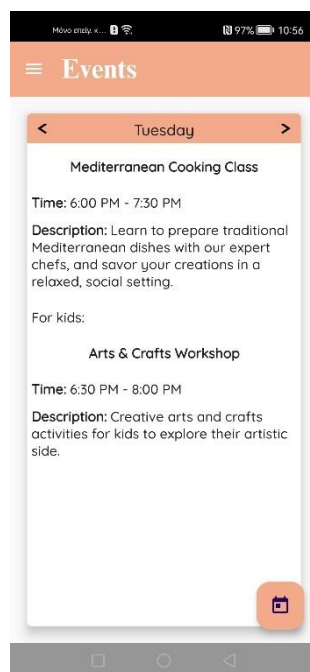 Μόνο επείγ. κ... 97% 10:56
Events
< Tuesday >
Mediterranean Cooking Class
Time: 6:00 PM - 7:30 PM
Description: Learn to prepare traditional
Mediterranean dishes with our expert
chefs, and savor your creations in a
relaxed, social setting.
For kids:
Arts & Crafts Workshop
Time: 6:30 PM - 8:00 PM
Description: Creative arts and crafts
activities for kids to explore their artistic
side.